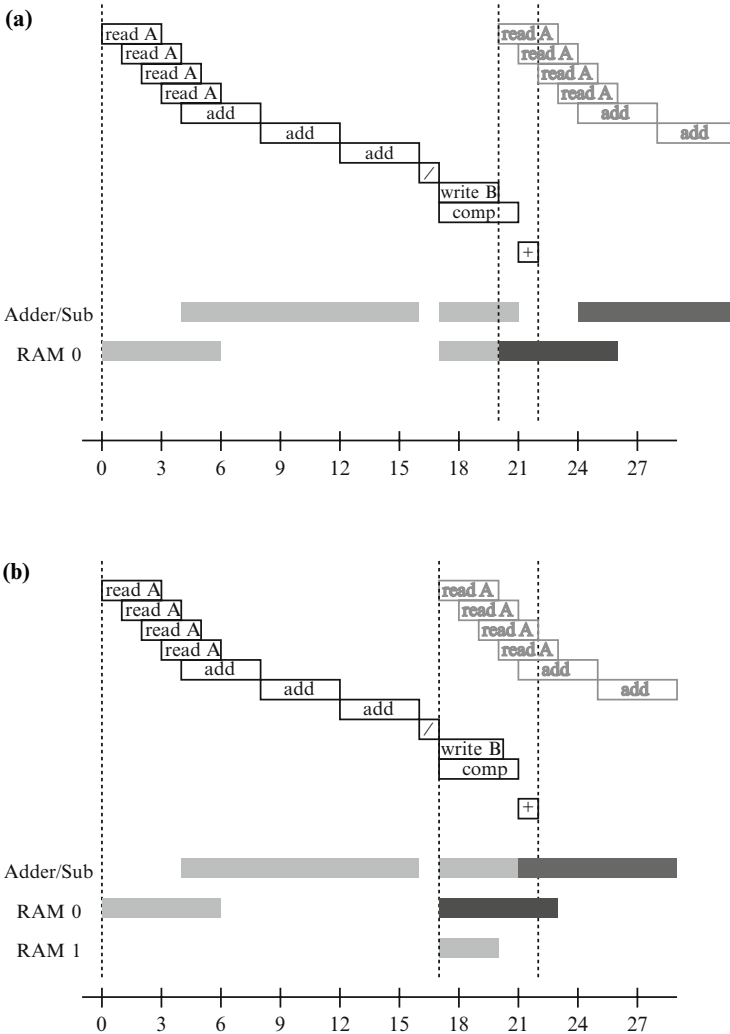 (a)
read A read A
read A read A
read A read A
read A read A
add add
add add
add
/
write B
comp
+
Adder/Sub
RAM 0
0 3 6 9 12 15 18 21 24 27
(b)
read A read A
read A read A
read A read A
read A read A
add add
add add
add
/
write B
comp
+
Adder/Sub
RAM 0
RAM 1
0 3 6 9 12 15 18 21 24 27